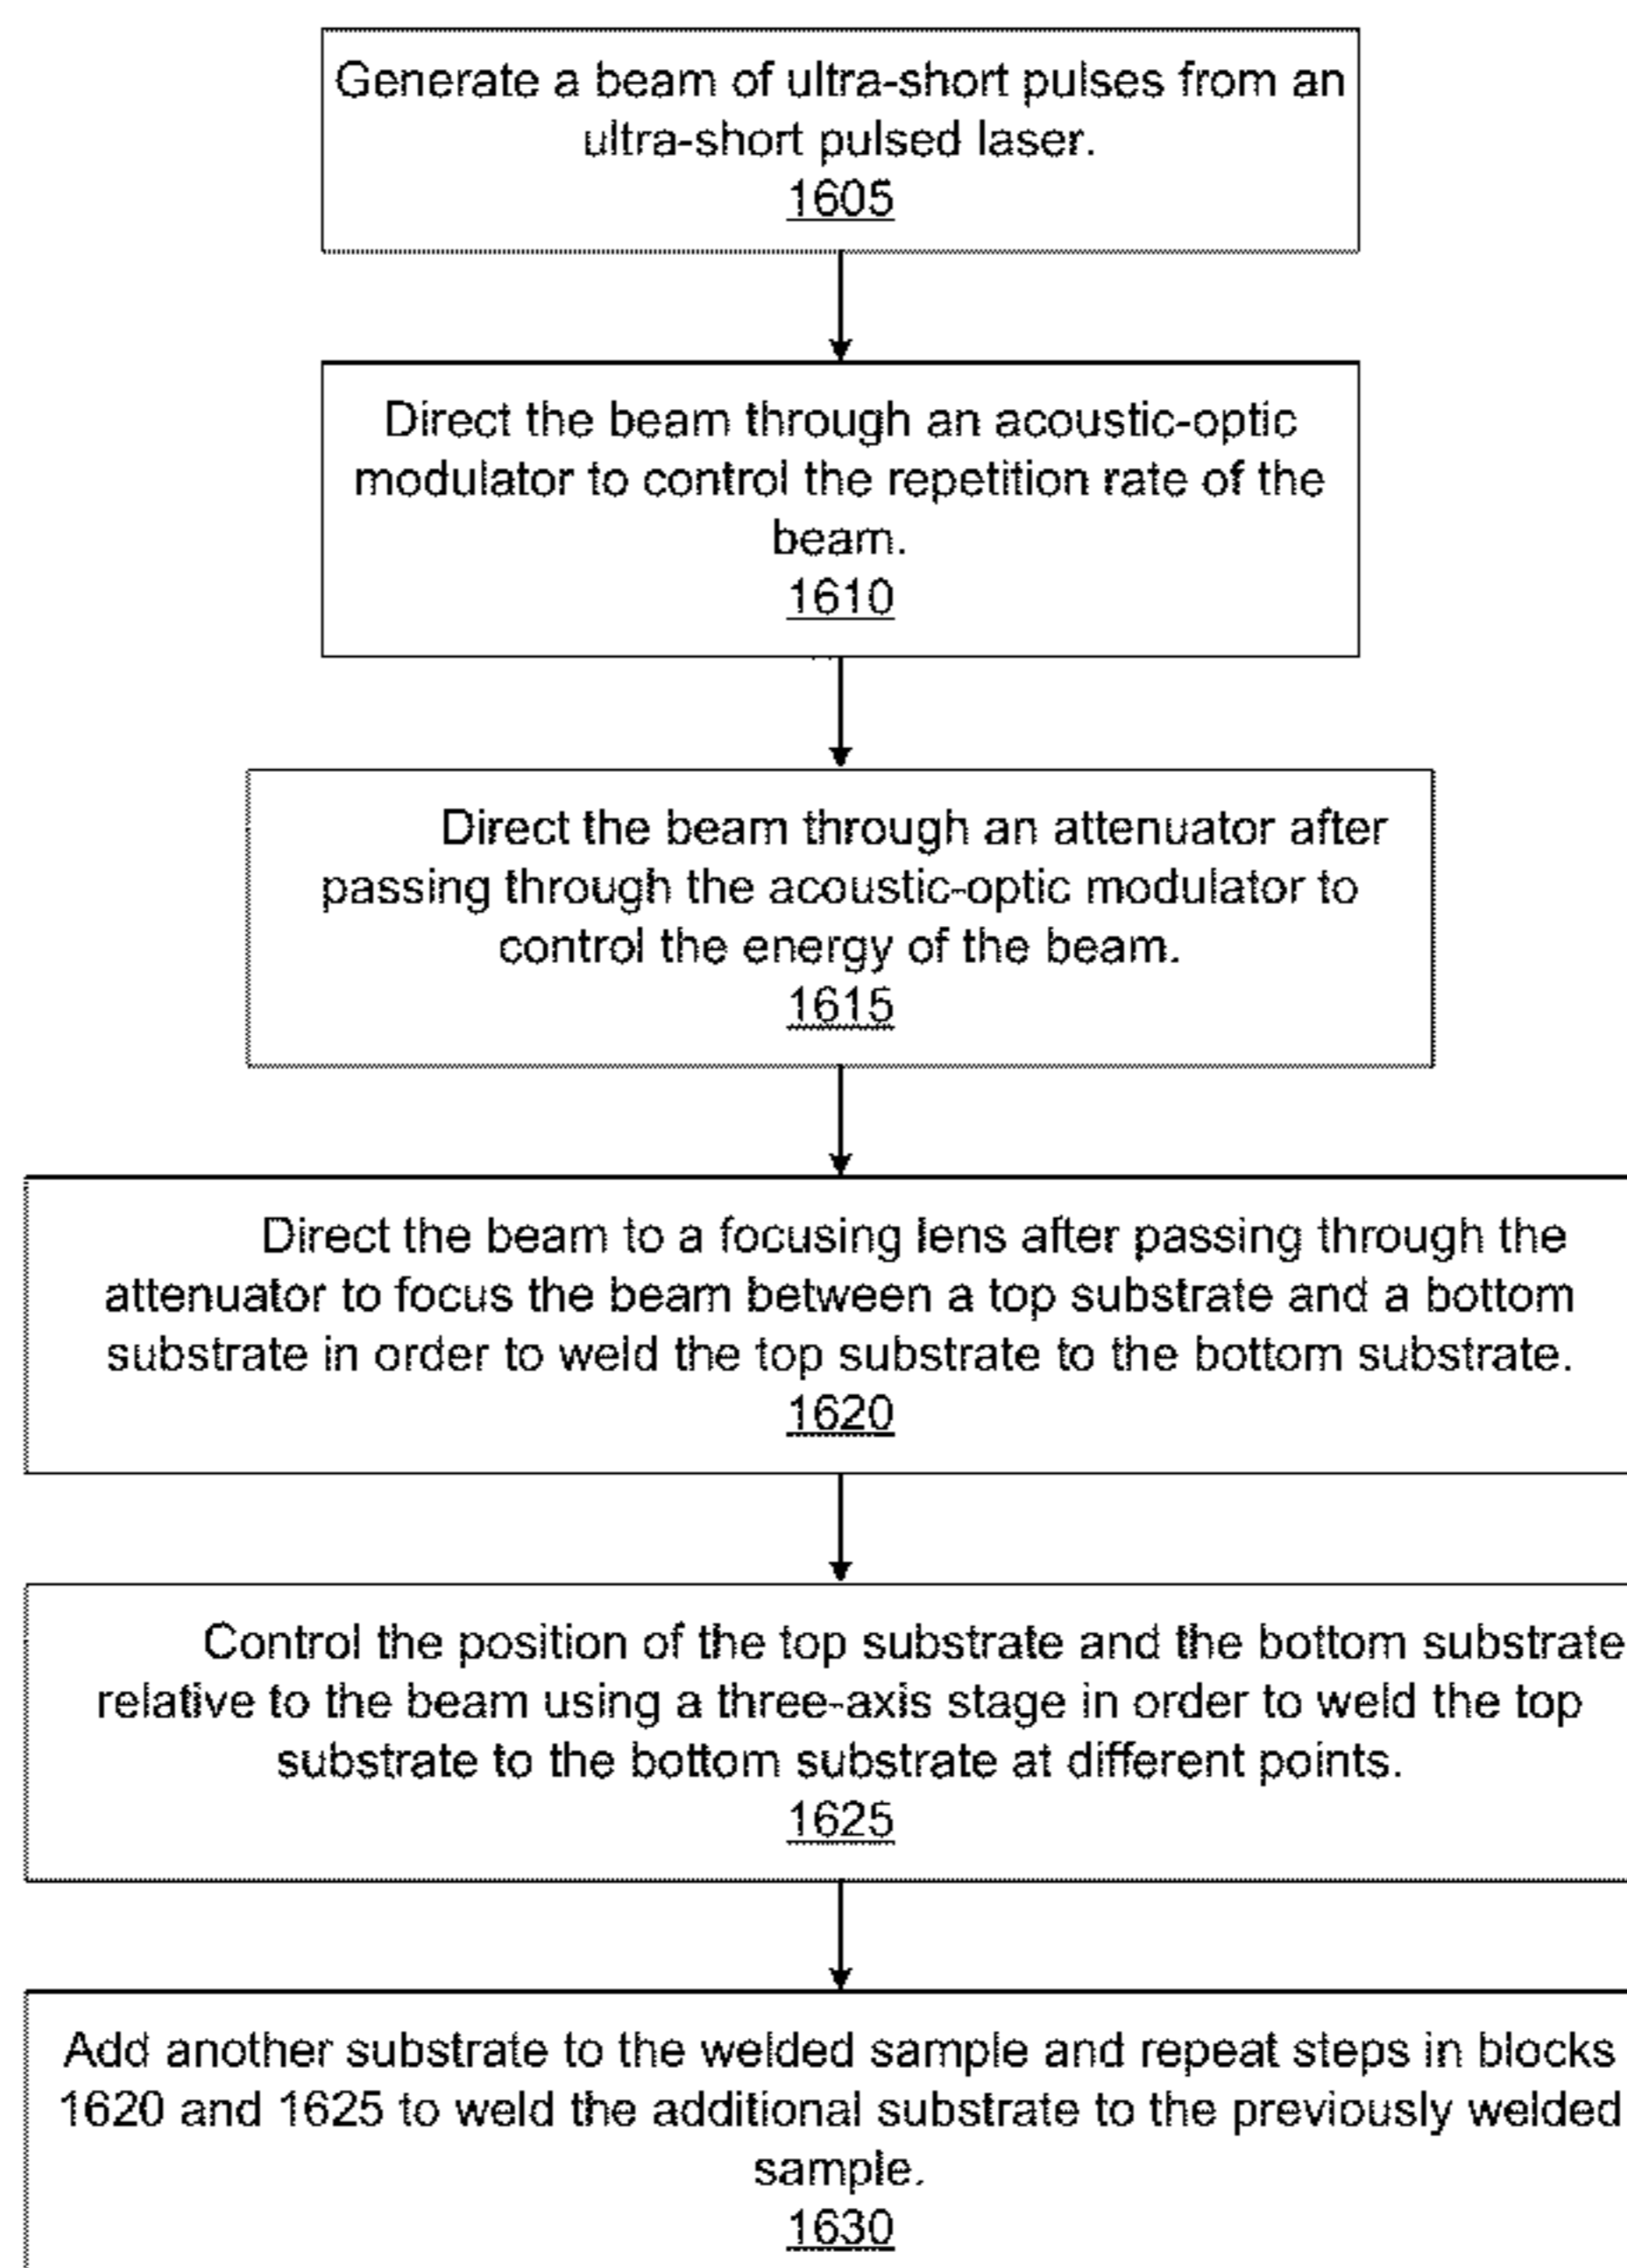 Generate a beam of ultra-short pulses from an
ultra-short pulsed laser.
1605
Direct the beam through an acoustic-optic
modulator to control the repetition rate of the
beam.
1610
Direct the beam through an attenuator after
passing through the acoustic-optic modulator to
control the energy of the beam.
1615
Direct the beam to a focusing lens after passing through the
attenuator to focus the beam between a top substrate and a bottom
substrate in order to weld the top substrate to the bottom substrate.
1620
Control the position of the top substrate and the bottom substrate
relative to the beam using a three-axis stage in order to weld the top
substrate to the bottom substrate at different points.
1625
Add another substrate to the welded sample and repeat steps in blocks
1620 and 1625 to weld the additional substrate to the previously welded
sample.
1630